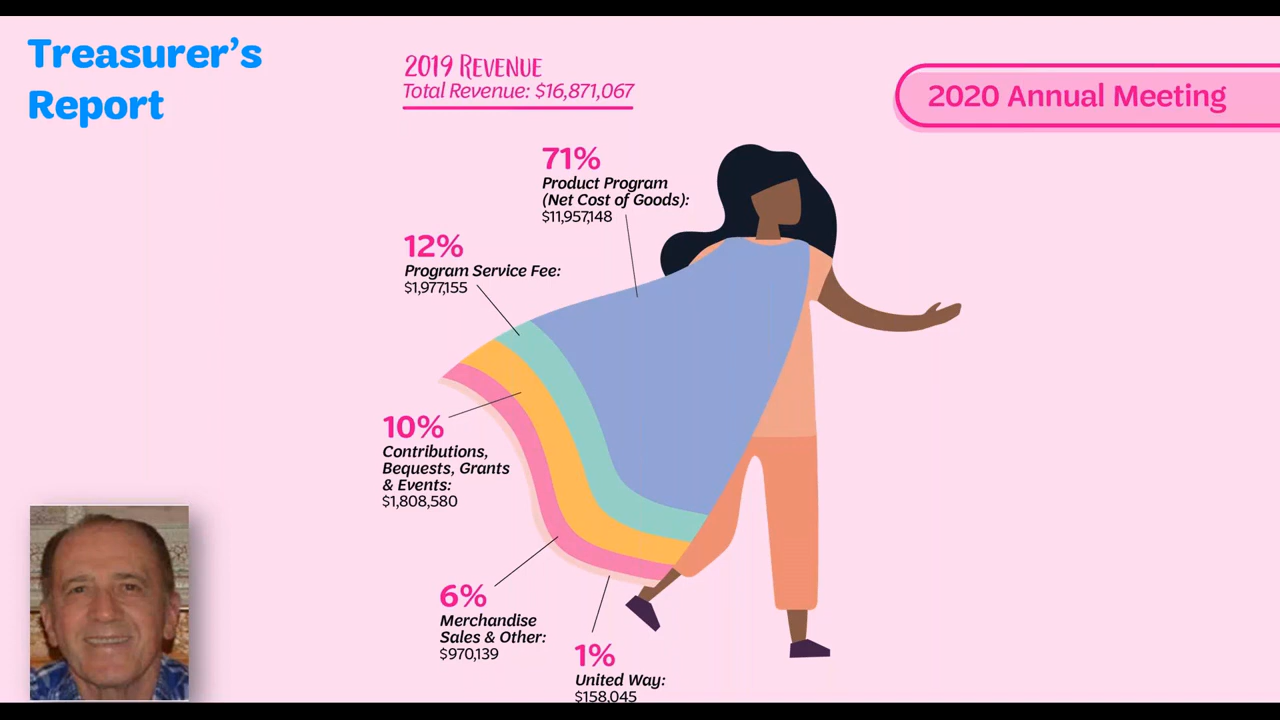 Treasurer's
Report
2019 REVENUE
Total Revenue: $16,871,067
2020 Annual Meeting
71%
Product Program
(Net Cost of Goods):
$11,957,148
12%
Program Service Fee:
$1,977,155
10%
Contributions,
Bequests, Grants
& Events:
$1,808,580
6%
Merchandise
Sales & Other:
$970,139
1%
United Way:
$158,045